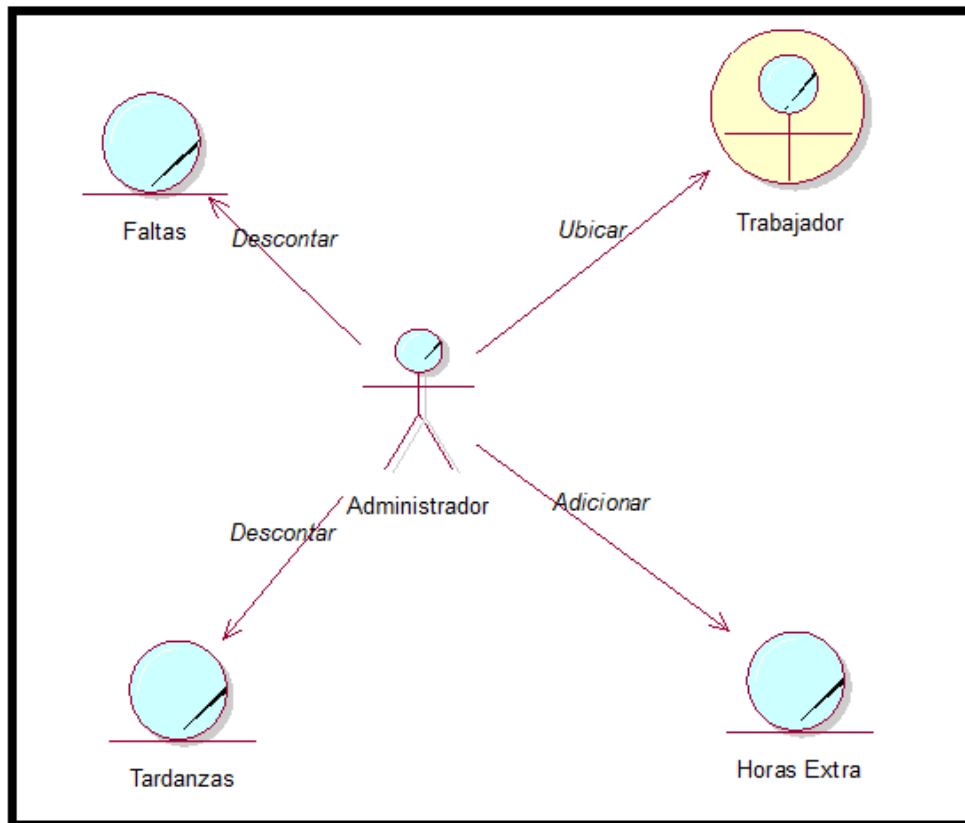 Trabajador
Faltas
Descontar
Ubicar
Administrador
Adicionar
Descontar
Tardanzas
Horas Extra